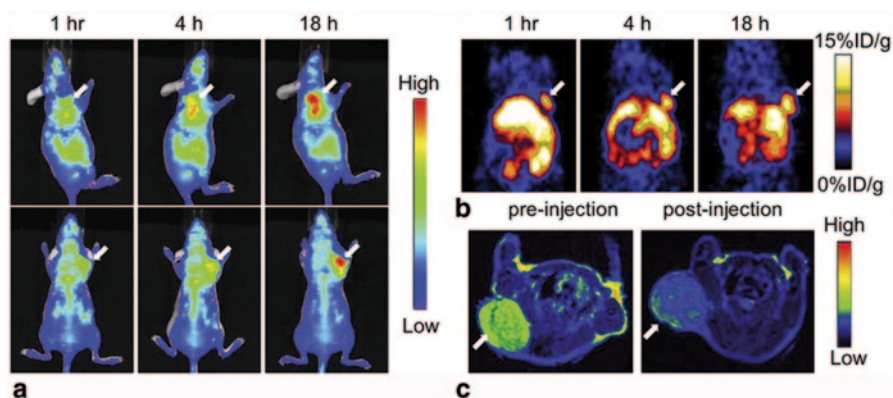 1 hr 4 h 18 h
High
Low
a
1 hr 4 h 18 h
15%ID/g
0%ID/g
b
pre-injection post-injection
High
Low
c